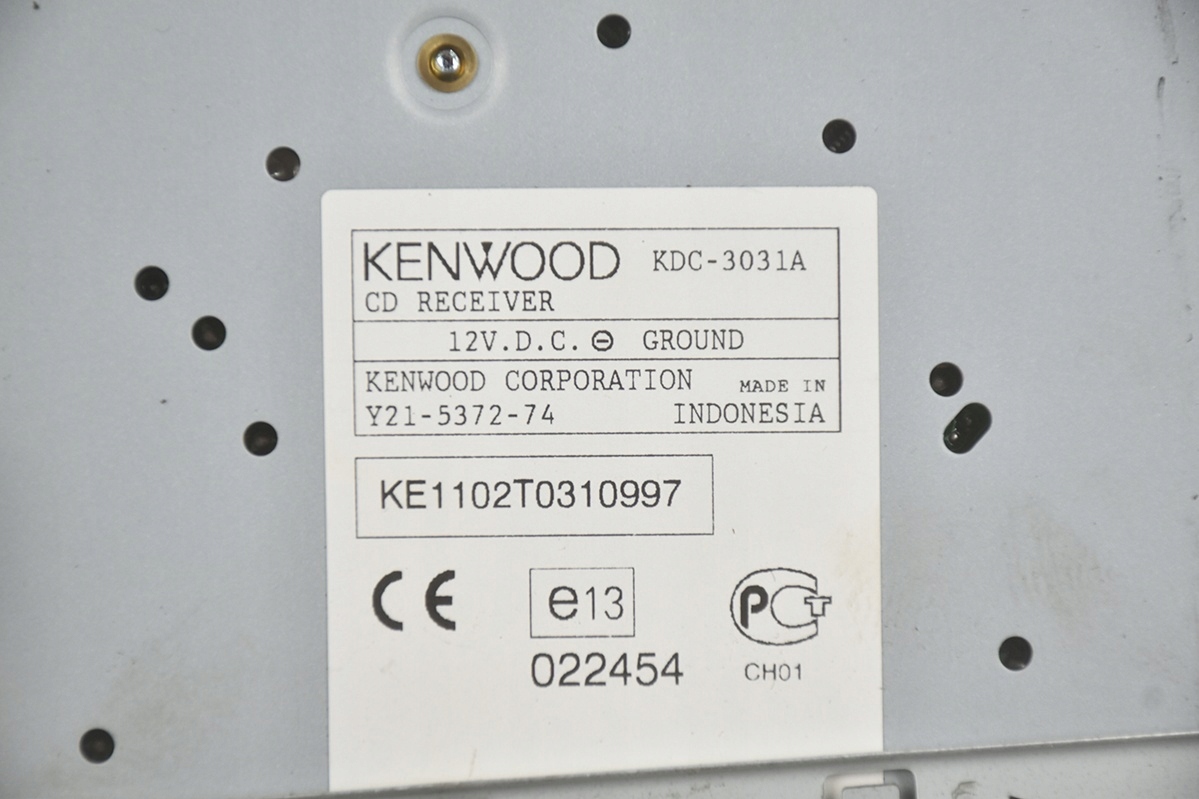 KENWOOD KDC-3031A
CD RECEIVER
12V.D.C. ⊖ GROUND
KENWOOD CORPORATION MADE IN
Y21-5372-74 INDONESIA
KE1102T0310997
CE e13 PCT
022454 CH01